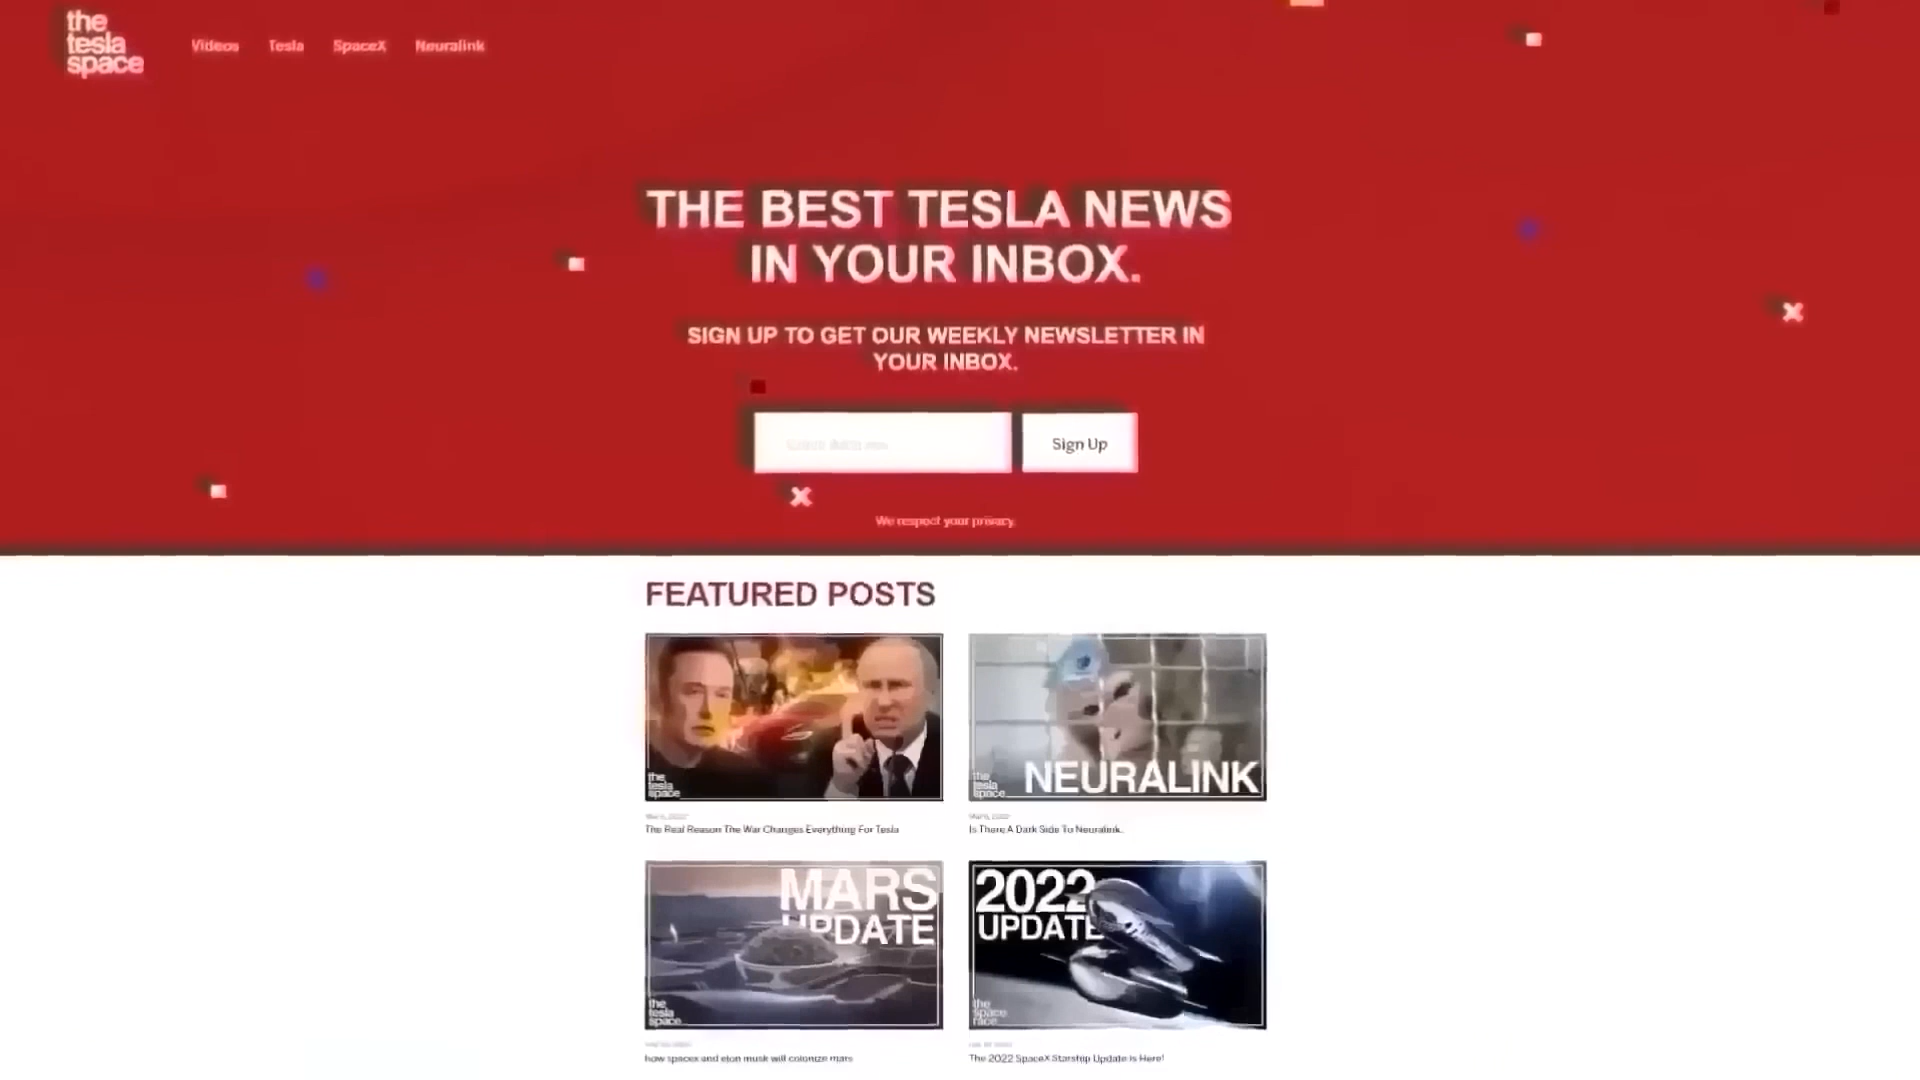 the
tesla
space
Videos Tesla SpaceX Neuralink
THE BEST TESLA NEWS
IN YOUR INBOX.
SIGN UP TO GET OUR WEEKLY NEWSLETTER IN
YOUR INBOX.
Sign Up
We respect your privacy.
FEATURED POSTS
the
tesla
space
the
tesla
space
NEURALINK
The Real Reason The War Changes Everything For Tesla
Is There A Dark Side To Neuralink.
MARS
UPDATE
the
tesla
space
2022
UPDATE
the
space
race
how spacex and elon musk will colonize mars
The 2022 SpaceX Starship Update is Here!